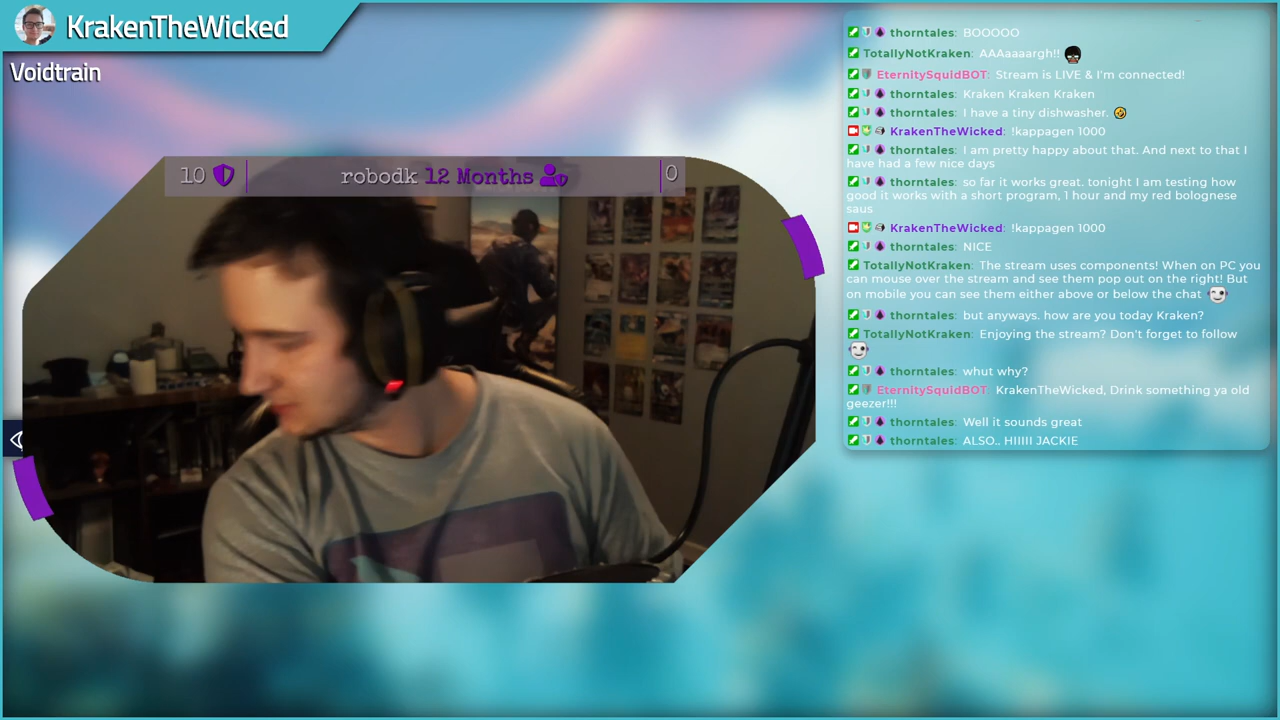 KrakenTheWicked
Voidtrain
10
robodk 12 Months
0
thorntales: BOOOOO
TotallyNotKraken: AAAaaaargh!!
EternitySquidBOT: Stream is LIVE & I'm connected!
thorntales: Kraken Kraken Kraken
thorntales: I have a tiny dishwasher.
KrakenTheWicked: !kappagen 1000
thorntales: I am pretty happy about that. And next to that I
have had a few nice days
thorntales: so far it works great. tonight I am testing how
good it works with a short program, 1 hour and my red bolognese
saus
KrakenTheWicked: !kappagen 1000
thorntales: NICE
TotallyNotKraken: The stream uses components! When on PC you
can mouse over the stream and see them pop out on the right! But
on mobile you can see them either above or below the chat
thorntales: but anyways. how are you today Kraken?
TotallyNotKraken: Enjoying the stream? Don't forget to follow
thorntales: whut why?
EternitySquidBOT: KrakenTheWicked, Drink something ya old
geezer!!!
thorntales: Well it sounds great
thorntales: ALSO.. HIIIII JACKIE